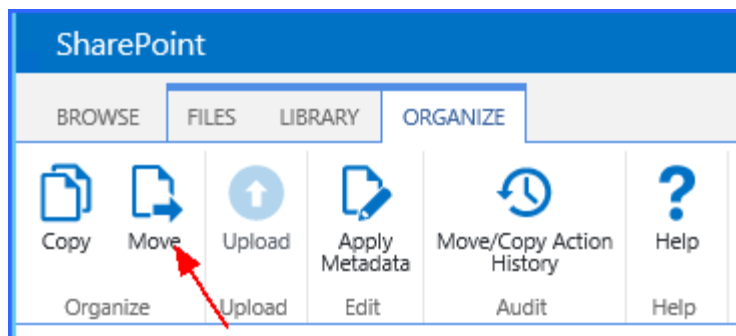 SharePoint
BROWSE FILES LIBRARY ORGANIZE
Copy Move Upload Apply Metadata Move/Copy Action History Help
Organize Upload Edit Audit Help